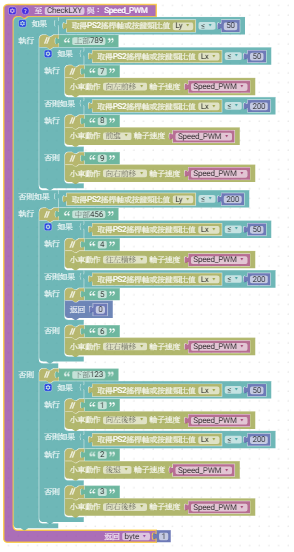 至 CheckLXY 與: Speed_PWM
如果 取得PS2搖桿軸或按鍵類比值 Ly ≤ 50
執行 // “ 上面789 ”
如果 取得PS2搖桿軸或按鍵類比值 Lx ≤ 50
執行 // “ 7 ”
小車動作 向左前移 輪子速度 Speed_PWM
否則如果 取得PS2搖桿軸或按鍵類比值 Lx ≤ 200
執行 // “ 8 ”
小車動作 前進 輪子速度 Speed_PWM
否則 // “ 9 ”
小車動作 向右前移 輪子速度 Speed_PWM
否則如果 取得PS2搖桿軸或按鍵類比值 Ly ≤ 200
執行 // “ 中間456 ”
如果 取得PS2搖桿軸或按鍵類比值 Lx ≤ 50
執行 // “ 4 ”
小車動作 往左橫移 輪子速度 Speed_PWM
否則如果 取得PS2搖桿軸或按鍵類比值 Lx ≤ 200
執行 // “ 5 ”
返回 0
否則 // “ 6 ”
小車動作 往右橫移 輪子速度 Speed_PWM
否則 // “ 下面123 ”
如果 取得PS2搖桿軸或按鍵類比值 Lx ≤ 50
執行 // “ 1 ”
小車動作 向左後移 輪子速度 Speed_PWM
否則如果 取得PS2搖桿軸或按鍵類比值 Lx ≤ 200
執行 // “ 2 ”
小車動作 後退 輪子速度 Speed_PWM
否則 // “ 3 ”
小車動作 向右後移 輪子速度 Speed_PWM
返回 byte 1